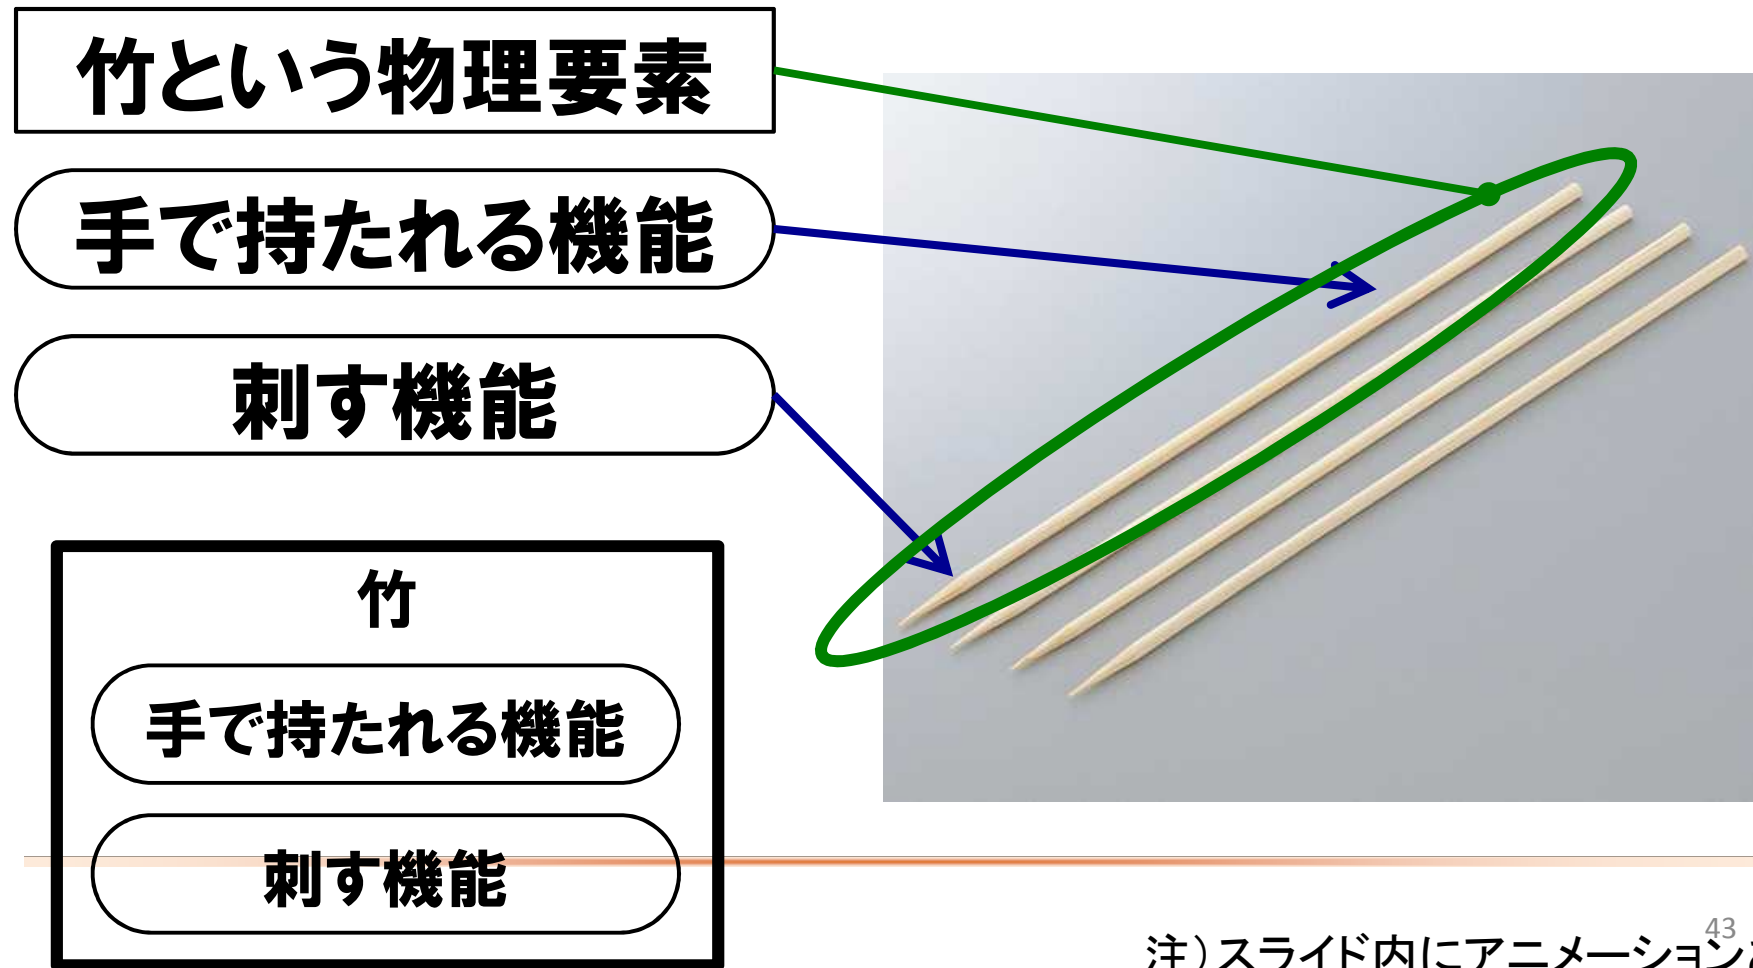 竹という物理要素
手で持たれる機能
刺す機能
竹
手で持たれる機能
刺す機能
43
注）スライド内にアニメーション